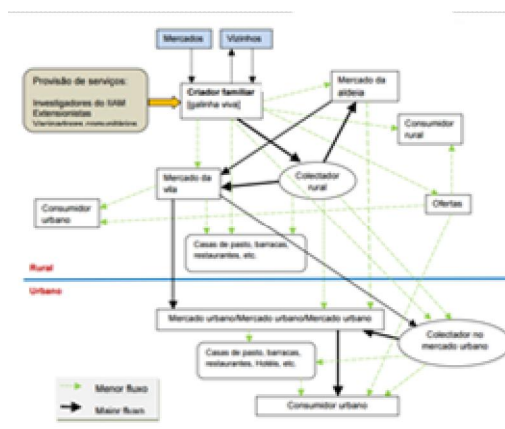 Mercados
Vizinhos
Provisão de serviços:
Investigadores do IIAM
Extensionistas
Vacinadores comunitários
Criador familiar
[galinha viva]
Mercado da
aldeia
Consumidor
rural
Mercado da
vila
Colectador
rural
Consumidor
urbano
Ofertas
Casas de pasto, barracas,
restaurantes, etc.
Rural
Urbano
Mercado urbano/Mercado urbano/Mercado urbano
Colectador no
mercado urbano
Casas de pasto, barracas,
restaurantes, Hotéis, etc.
Menor fluxo
Maior fluxo
Consumidor urbano